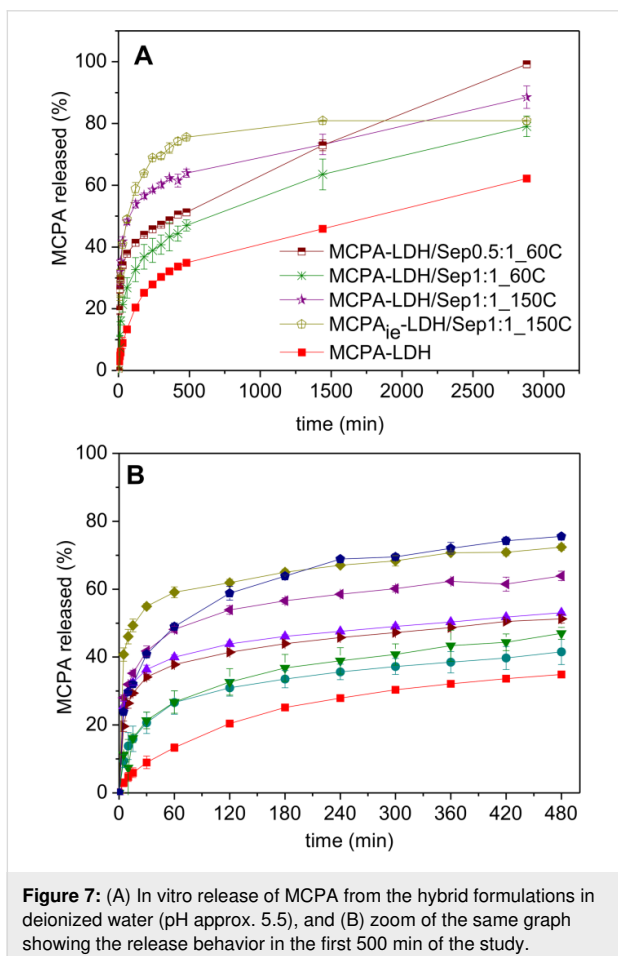 A
100
80
60
40
20
0
MCPA released (%)
MCPA-LDH/Sep0.5:1_60C
MCPA-LDH/Sep1:1_60C
MCPA-LDH/Sep1:1_150C
MCPAie-LDH/Sep1:1_150C
MCPA-LDH
0 500 1000 1500 2000 2500 3000
time (min)
B
100
80
60
40
20
0
MCPA released (%)
0 60 120 180 240 300 360 420 480
time (min)
Figure 7: (A) In vitro release of MCPA from the hybrid formulations in
deionized water (pH approx. 5.5), and (B) zoom of the same graph
showing the release behavior in the first 500 min of the study.